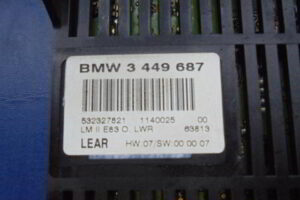 BMW 3 449 687
532327821 1140025 00
LM II E83 O. LWR 63813
LEAR HW:07/SW:00 00 07